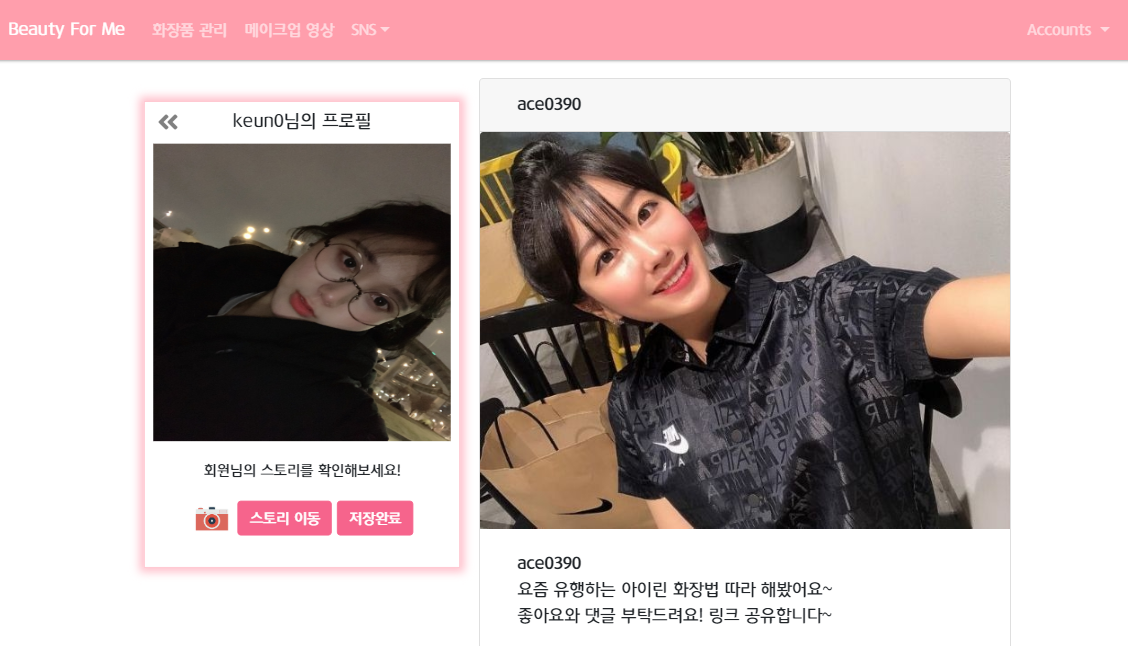 Beauty For Me 화장품 관리 메이크업 영상 SNS Accounts
keun0님의 프로필
회원님의 스토리를 확인해보세요!
스토리 이동 저장완료
ace0390
ace0390
요즘 유행하는 아이린 화장법 따라 해봤어요~
좋아요와 댓글 부탁드려요! 링크 공유합니다~